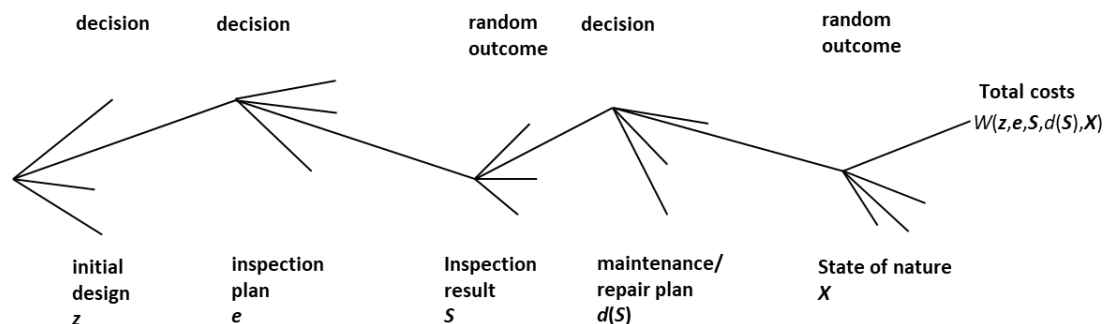 decision
decision
random
outcome
decision
random
outcome
Total costs
W(z,e,S,d(S),X)
initial
design
z
inspection
plan
e
Inspection
result
S
maintenance/
repair plan
d(S)
State of nature
X